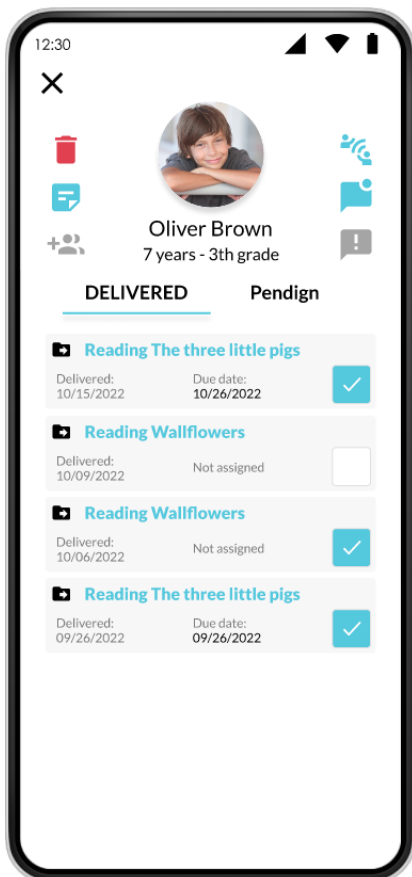 12:30
Oliver Brown
7 years - 3th grade
DELIVERED Pendign
Reading The three little pigs
Delivered: Due date:
10/15/2022 10/26/2022
Reading Wallflowers
Delivered:
10/09/2022 Not assigned
Reading Wallflowers
Delivered:
10/06/2022 Not assigned
Reading The three little pigs
Delivered: Due date:
09/26/2022 09/26/2022